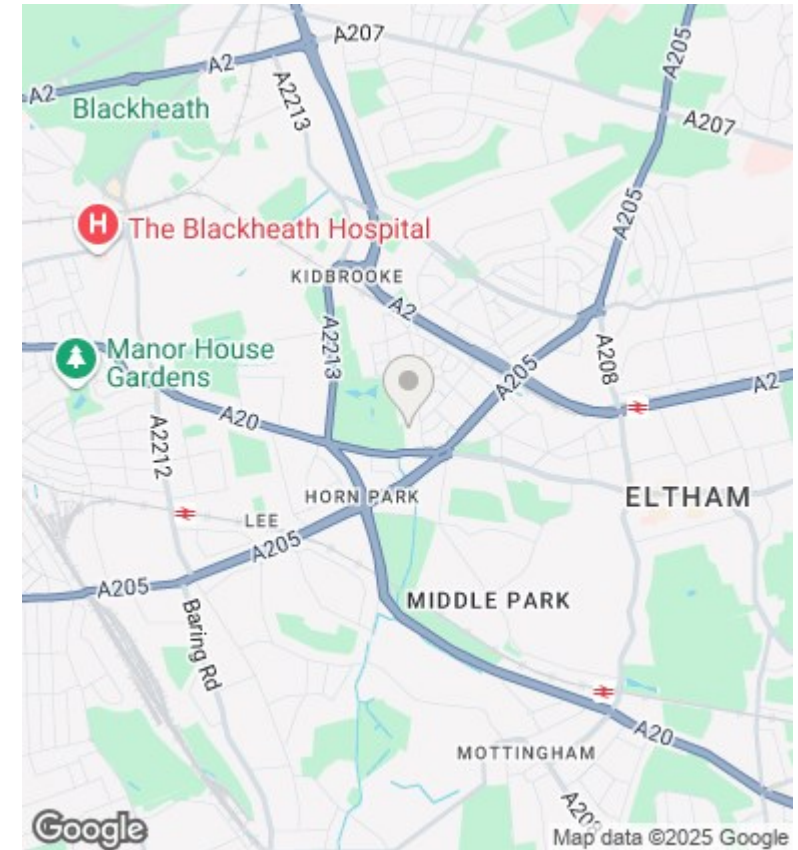 A207
A205
A2
A2
A2213
Blackheath
A207
H
The Blackheath Hospital
A205
KIDBROOKE
A2
A2213
Manor House
Gardens
A208
A205
A2
A20
A2212
ELTHAM
HORN PARK
LEE
A205
A205
MIDDLE PARK
Baring Rd
A20
MOTTINGHAM
Google
Map data ©2025 Google